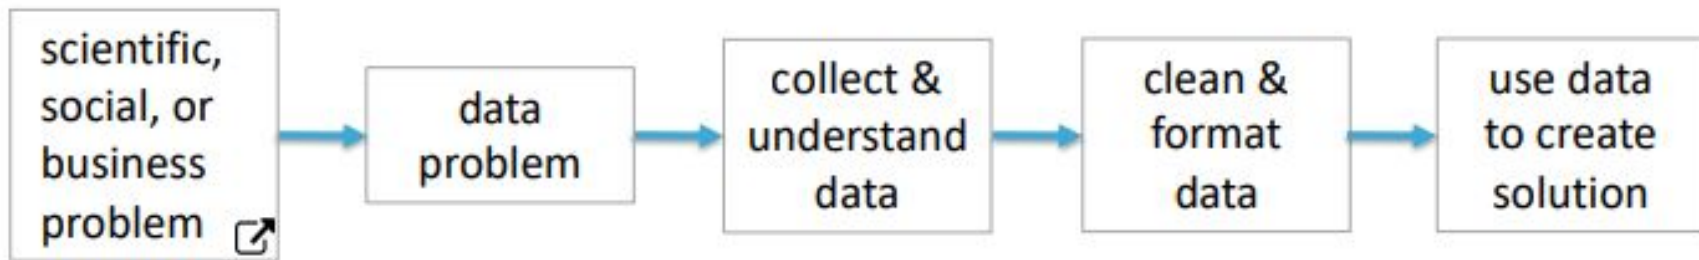 scientific,
social, or
business
problem
data
problem
collect &
understand
data
clean &
format
data
use data
to create
solution